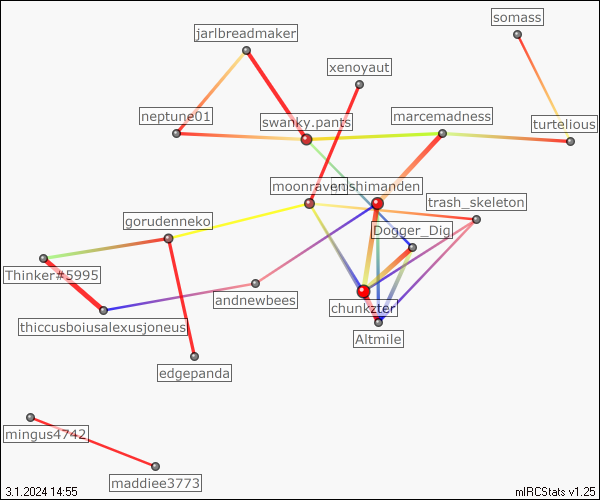 somass
jarlbreadmaker
xenoyaut
neptune01
swanky.pants
marcemadness
turtelious
moonraven
shimanden
trash_skeleton
gorudenneko
Dogger_Dig
Thinker#5995
andnewbees
chunkzter
thiccusboiusalexusjoneus
Altmile
edgepanda
mingus4742
maddiee3773
3.1.2024 14:55
mIRCStats v1.25